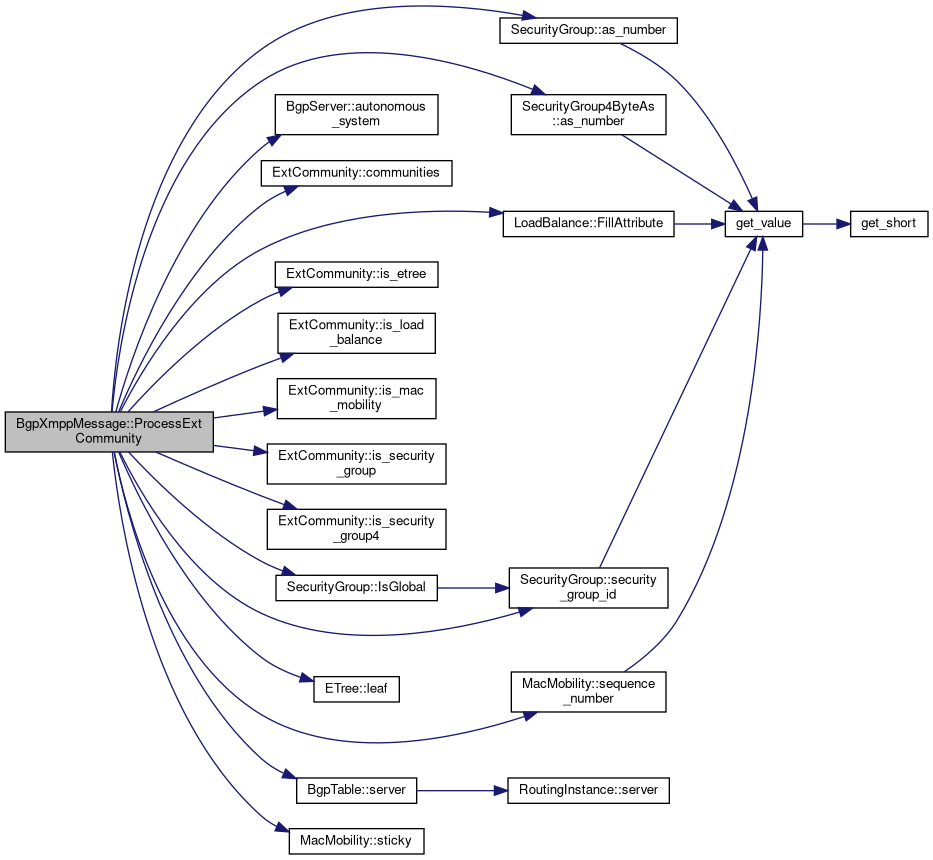 SecurityGroup::as_number
BgpServer::autonomous
_system
SecurityGroup4ByteAs
::as_number
ExtCommunity::communities
LoadBalance::FillAttribute
get_value
get_short
ExtCommunity::is_etree
ExtCommunity::is_load
_balance
ExtCommunity::is_mac
_mobility
BgpXmppMessage::ProcessExt
Community
ExtCommunity::is_security
_group
ExtCommunity::is_security
_group4
SecurityGroup::IsGlobal
SecurityGroup::security
_group_id
ETree::leaf
MacMobility::sequence
_number
BgpTable::server
RoutingInstance::server
MacMobility::sticky